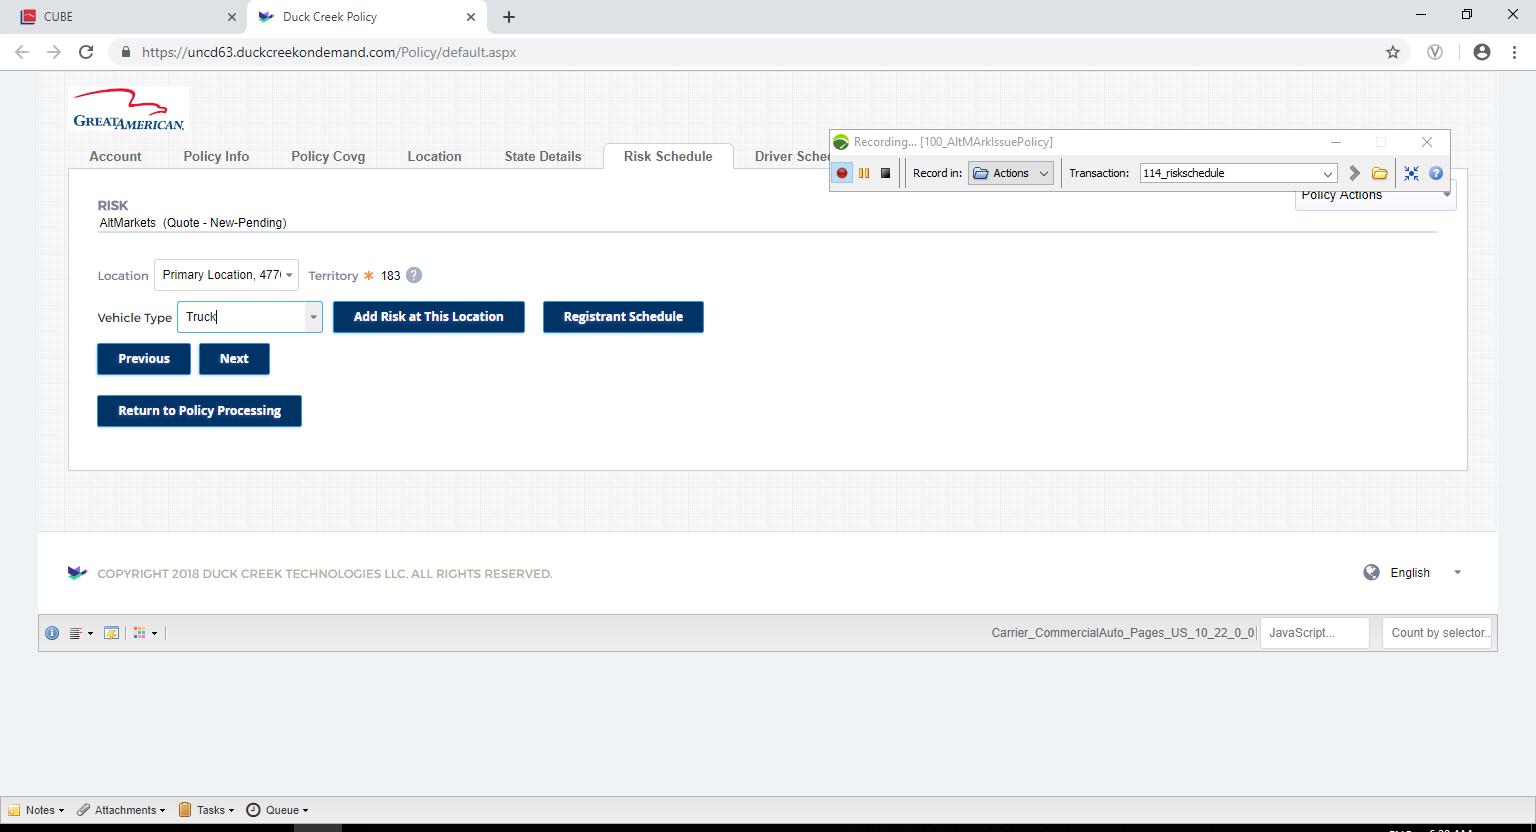 CUBE
Duck Creek Policy
https://uncd63.duckcreekondemand.com/Policy/default.aspx
GREATAMERICAN.
Account Policy Info Policy Covg Location State Details Risk Schedule Driver Sche
Recording... [100_AltMArkIssuePolicy]
Record in: Actions Transaction: 114_riskschedule
Policy Actions
RISK
AltMarkets (Quote - New-Pending)
Location Primary Location, 477 Territory * 183 ?
Vehicle Type Truck Add Risk at This Location Registrant Schedule
Previous Next
Return to Policy Processing
COPYRIGHT 2018 DUCK CREEK TECHNOLOGIES LLC. ALL RIGHTS RESERVED.
English
Carrier_CommercialAuto_Pages_US_10_22_0_0 JavaScript... Count by selector..
Notes Attachments Tasks Queue